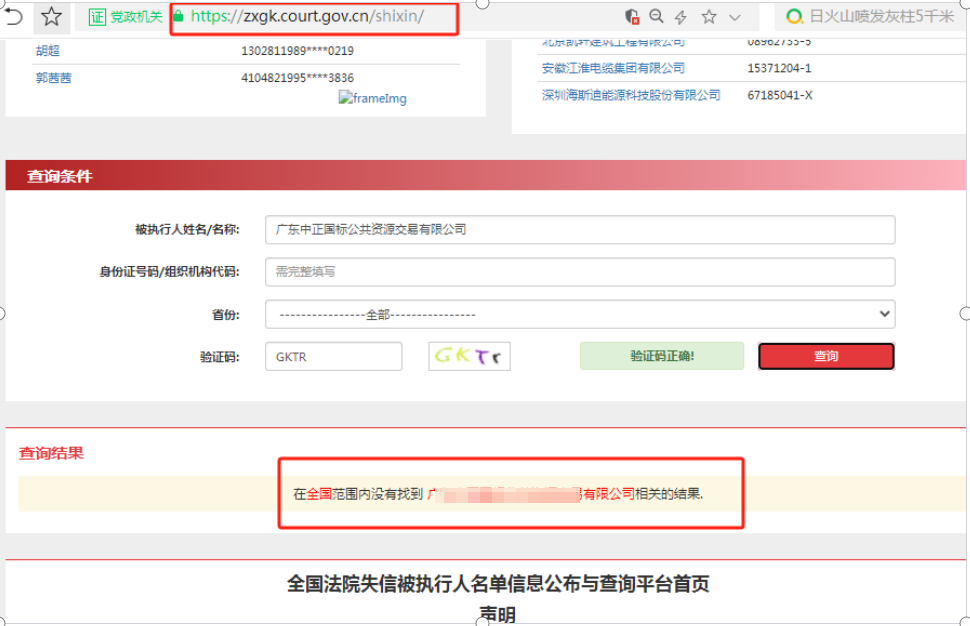 证 党政机关 https://zxgk.court.gov.cn/shixin/ 日火山喷发灰柱5千米
胡超 1302811989****0219
郭茜茜 4104821995****3836
frameImg
安徽江淮电缆集团有限公司 15371204-1
深圳海斯迪能源科技股份有限公司 67185041-X
查询条件
被执行人姓名/名称: 广东中正国标公共资源交易有限公司
身份证号码/组织机构代码: 需完整填写
省份: ----------------全部----------------
验证码: GKTR GKTr 验证码正确! 查询
查询结果
在全国范围内没有找到 广 易有限公司相关的结果.
全国法院失信被执行人名单信息公布与查询平台首页
声明